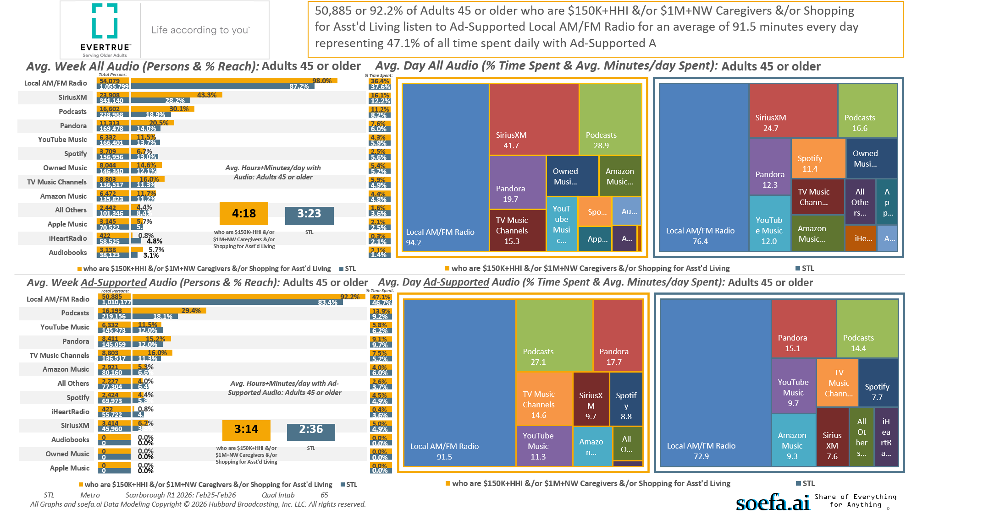 EVERTRUE™
Serving Older Adults
Life according to you™
50,885 or 92.2% of Adults 45 or older who are $150K+HHI &/or $1M+NW Caregivers &/or Shopping
for Asst'd Living listen to Ad-Supported Local AM/FM Radio for an average of 91.5 minutes every day
representing 47.1% of all time spent daily with Ad-Supported A
Avg. Week All Audio (Persons & % Reach): Adults 45 or older
Total Persons:
% Time Spent:
Local AM/FM Radio 54,079 98.0% 36.4%
1,055,799 87.2% 37.6%
SiriusXM 23,908 43.3% 16.1%
341,140 28.2% 12.2%
Podcasts 16,602 30.1% 11.2%
228,968 18.9% 8.2%
Pandora 11,313 20.5% 7.6%
169,478 14.0% 6.0%
YouTube Music 6,332 11.5% 4.3%
166,401 13.7% 5.9%
Spotify 3,709 6.7% 2.5%
156,956 13.0% 5.6%
Owned Music 8,044 14.6% 5.4%
146,340 12.1% 5.2%
TV Music Channels 8,803 16.0% 5.9%
136,517 11.3% 4.9%
Amazon Music 6,472 11.7% 4.4%
135,823 11.2% 4.8%
All Others 2,442 4.4% 1.6%
101,346 8.4% 3.6%
Apple Music 3,145 5.7% 2.1%
70,522 5. 2.5%
iHeartRadio 422 0.8% 0.3%
58,525 4.8% 2.1%
Audiobooks 3,138 5.7% 2.1%
38,123 3.1% 1.4%
Avg. Hours+Minutes/day with
Audio: Adults 45 or older
4:18
3:23
who are $150K+HHI &/or
$1M+NW Caregivers &/or
Shopping for Asst'd Living
STL
who are $150K+HHI &/or $1M+NW Caregivers &/or Shopping for Asst'd Living STL
Avg. Day All Audio (% Time Spent & Avg. Minutes/day Spent): Adults 45 or older
Local AM/FM Radio
94.2
SiriusXM
41.7
Podcasts
28.9
Pandora
19.7
TV Music
Channels
15.3
Owned
Musi...
Amazon
Music...
YouT
ube
Musi
c...
Spo...
Au...
App...
A...
Local AM/FM Radio
76.4
SiriusXM
24.7
Podcasts
16.6
Pandora
12.3
YouTub
e Music
12.0
Spotify
11.4
Owned
Musi...
TV Music
Chann...
All
Othe
rs...
A
p
p...
Amazon
Music...
iHe...
A...
who are $150K+HHI &/or $1M+NW Caregivers &/or Shopping for Asst'd Living STL
Avg. Week Ad-Supported Audio (Persons & % Reach): Adults 45 or older
Total Persons:
% Time Spent:
Local AM/FM Radio 50,885 92.2% 47.1%
1,010,177 83.4% 46.7%
Podcasts 16,193 29.4% 13.9%
219,156 18.1% 9.2%
YouTube Music 6,332 11.5% 5.8%
145,273 12.0% 6.2%
Pandora 8,411 15.2% 9.1%
145,059 12.0% 9.7%
TV Music Channels 8,803 16.0% 7.5%
136,517 11.3% 5.2%
Amazon Music 2,921 5.3% 4.0%
80,160 6.6% 6.0%
All Others 2,227 4.0% 2.6%
77,304 6.4 3.7%
Spotify 2,424 4.4% 4.5%
69,973 5.8% 4.9%
iHeartRadio 422 0.8% 0.4%
55,722 4. 3.6%
SiriusXM 3,414 6.2% 5.0%
45,960 4.9%
Audiobooks 0 0.0% 0.0%
0 0.0% 0.0%
Owned Music 0 0.0% 0.0%
0 0.0% 0.0%
Apple Music 0 0.0% 0.0%
0 0.0% 0.0%
Avg. Hours+Minutes/day with Ad-
Supported Audio: Adults 45 or older
3:14
2:36
who are $150K+HHI &/or
$1M+NW Caregivers &/or
Shopping for Asst'd Living
STL
who are $150K+HHI &/or $1M+NW Caregivers &/or Shopping for Asst'd Living STL
Avg. Day Ad-Supported Audio (% Time Spent & Avg. Minutes/day Spent): Adults 45 or older
Local AM/FM Radio
91.5
Podcasts
27.1
Pandora
17.7
TV Music
Channels
14.6
SiriusX
M
9.7
Spotif
y
8.8
YouTube
Music
11.3
Amazo
n...
All
O...
Local AM/FM Radio
72.9
Pandora
15.1
Podcasts
14.4
YouTube
Music
9.7
TV
Music
Chann...
Spotify
7.7
Amazon
Music
9.3
Sirius
XM
7.6
All
Ot
her
s...
iH
ea
rtR
a...
who are $150K+HHI &/or $1M+NW Caregivers &/or Shopping for Asst'd Living STL
STL Metro Scarborough R1 2026: Feb25-Feb26 Qual Intab 65
All Graphs and soefa.ai Data Modeling Copyright © 2026 Hubbard Broadcasting, Inc. LLC. All rights reserved.
soefa.ai
Share of Everything
for Anything ©